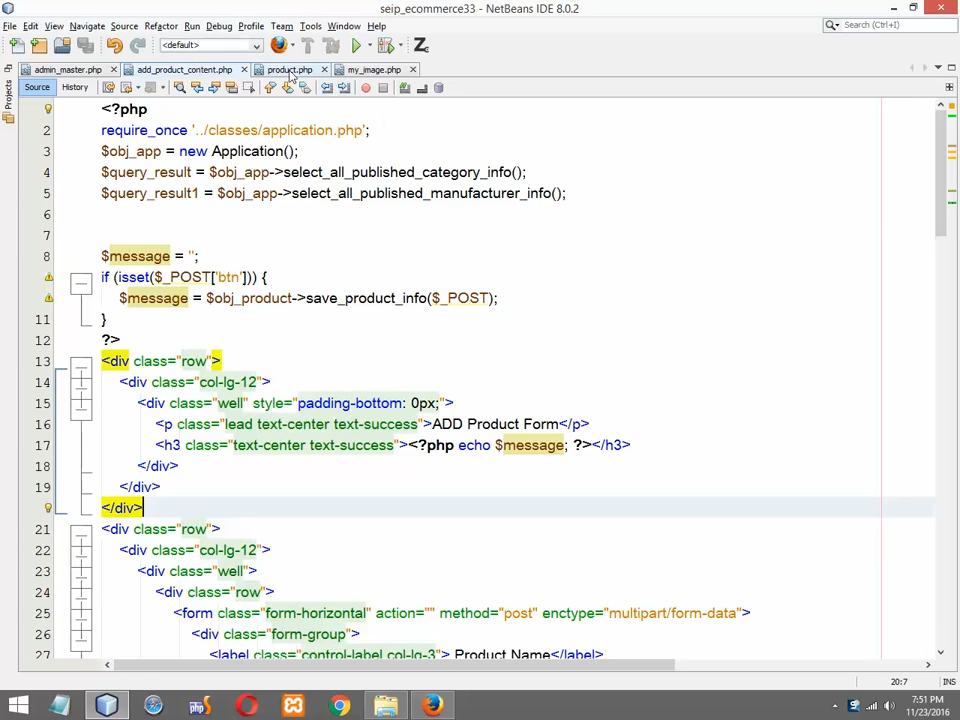 seip_ecommerce33 - NetBeans IDE 8.0.2
File Edit View Navigate Source Refactor Run Debug Profile Team Tools Window Help
Search (Ctrl+I)
<default>
admin_master.php add_product_content.php product.php my_image.php
Projects
Source History
<?php
2 require_once '../classes/application.php';
3 $obj_app = new Application();
4 $query_result = $obj_app->select_all_published_category_info();
5 $query_result1 = $obj_app->select_all_published_manufacturer_info();
6
7
8 $message = '';
if (isset($_POST['btn'])) {
$message = $obj_product->save_product_info($_POST);
11 }
12 ?>
13 <div class="row">
14 <div class="col-lg-12">
15 <div class="well" style="padding-bottom: 0px;">
16 <p class="lead text-center text-success">ADD Product Form</p>
17 <h3 class="text-center text-success"><?php echo $message; ?></h3>
18 </div>
19 </div>
</div>
21 <div class="row">
22 <div class="col-lg-12">
23 <div class="well">
24 <div class="row">
25 <form class="form-horizontal" action="" method="post" enctype="multipart/form-data">
26 <div class="form-group">
27 <label class="control-label col-lg-3"> Product Name</label>
20:7 INS
7:51 PM
11/23/2016